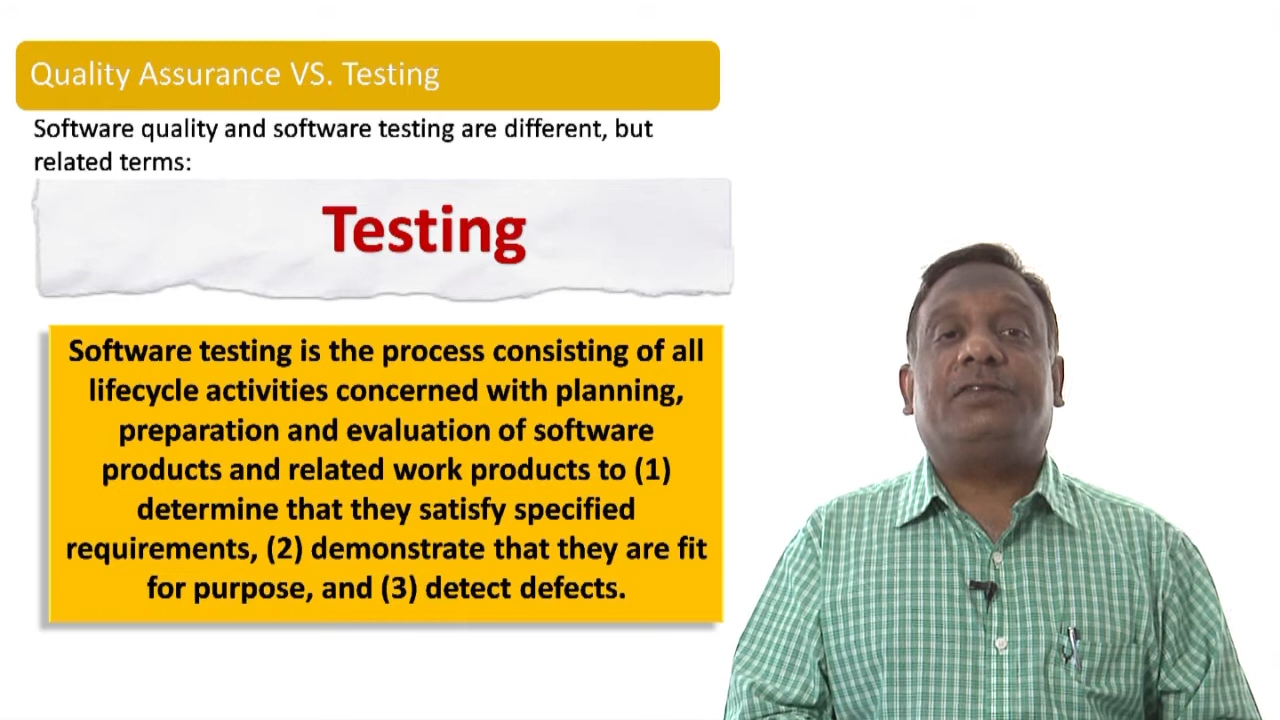 Quality Assurance VS. Testing
Software quality and software testing are different, but
related terms:
Testing
Software testing is the process consisting of all
lifecycle activities concerned with planning,
preparation and evaluation of software
products and related work products to (1)
determine that they satisfy specified
requirements, (2) demonstrate that they are fit
for purpose, and (3) detect defects.